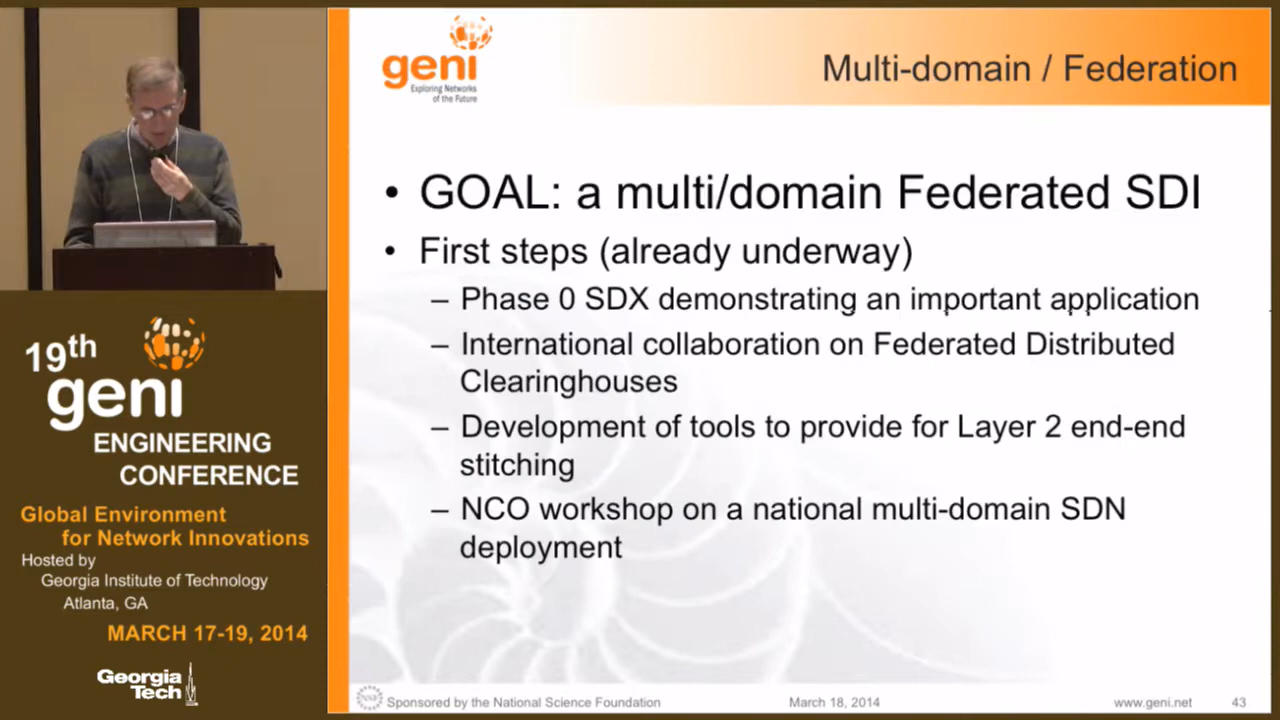 19th
geni
ENGINEERING
CONFERENCE
Global Environment
for Network Innovations
Hosted by
Georgia Institute of Technology
Atlanta, GA
MARCH 17-19, 2014
Georgia
Tech
geni
Exploring Networks
of the Future
Multi-domain / Federation
• GOAL: a multi/domain Federated SDI
• First steps (already underway)
– Phase 0 SDX demonstrating an important application
– International collaboration on Federated Distributed
Clearinghouses
– Development of tools to provide for Layer 2 end-end
stitching
– NCO workshop on a national multi-domain SDN
deployment
Sponsored by the National Science Foundation
March 18, 2014
www.geni.net
43